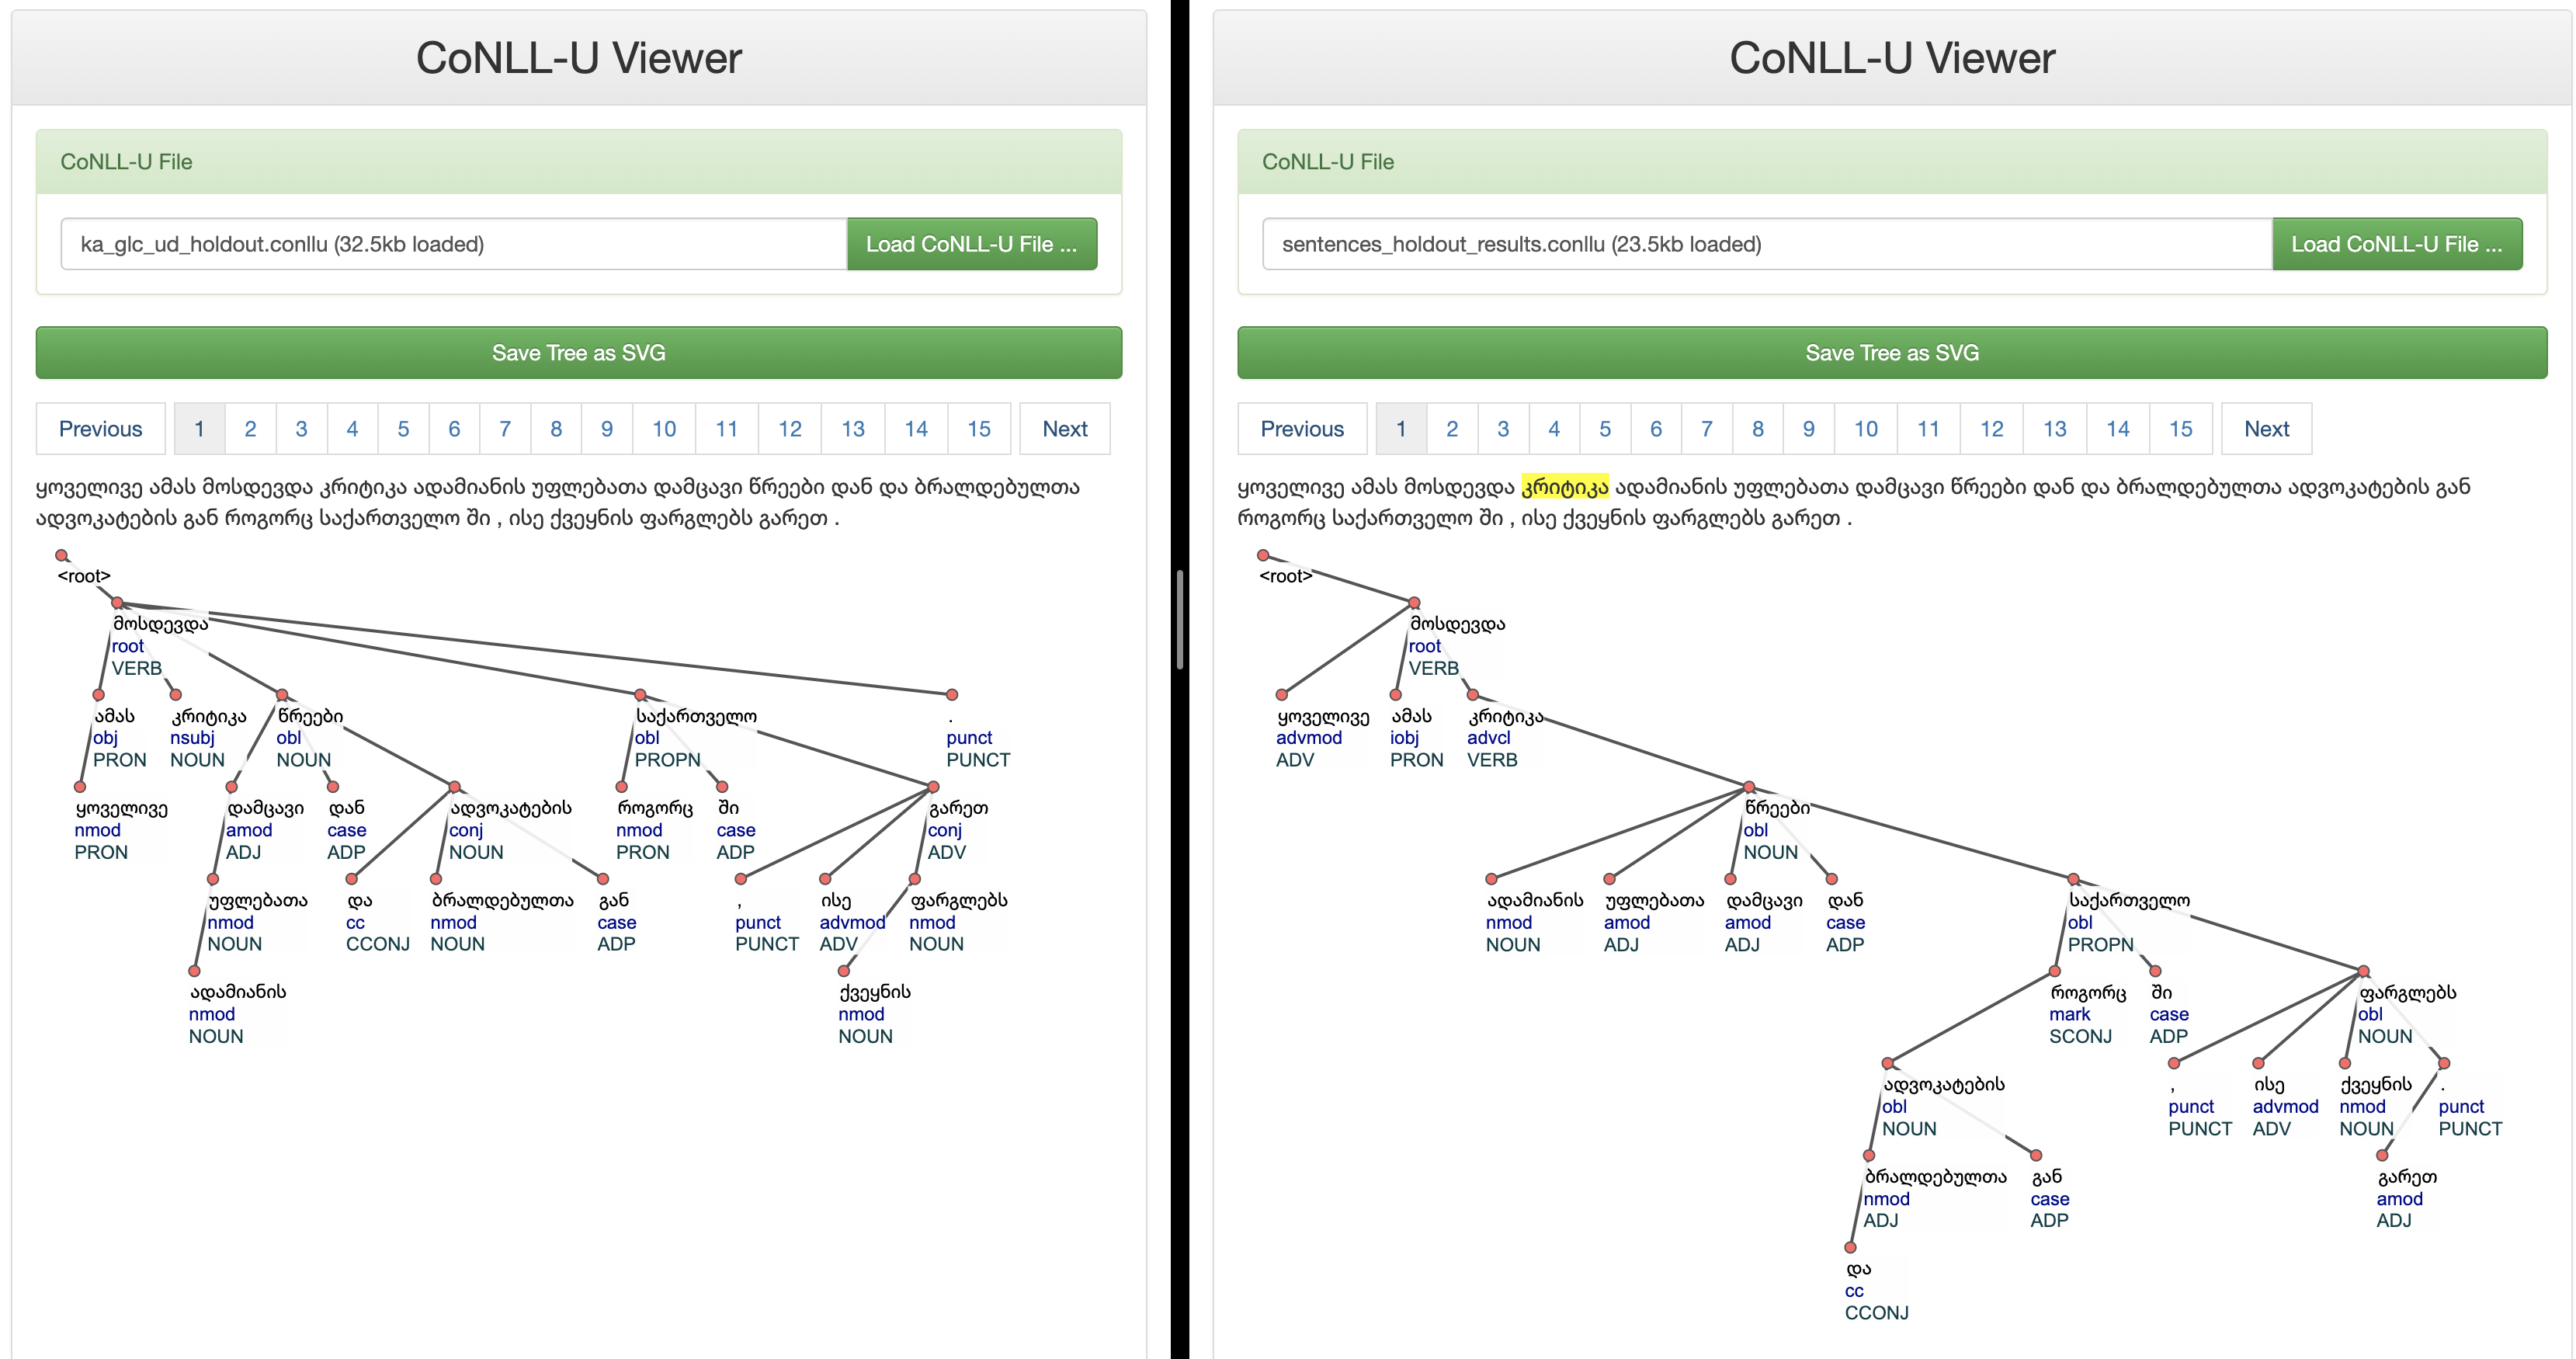 CoNLL-U Viewer
CoNLL-U File
ka_glc_ud_holdout.conllu (32.5kb loaded)
Load CoNLL-U File ...
Save Tree as SVG
Previous 1 2 3 4 5 6 7 8 9 10 11 12 13 14 15 Next
ყოველივე ამას მოსდევდა კრიტიკა ადამიანის უფლებათა დამცავი წრეები დან და ბრალდებულთა
ადვოკატების გან როგორც საქართველო ში , ისე ქვეყნის ფარგლებს გარეთ .
<root>
მოსდევდა
root
VERB
ამას კრიტიკა წრეები საქართველო .
obj nsubj obl obl punct
PRON NOUN NOUN PROPN PUNCT
ყოველივე დამცავი დან ადვოკატების როგორც ში გარეთ
nmod amod case conj nmod case conj
PRON ADJ ADP NOUN PRON ADP ADV
უფლებათა და ბრალდებულთა გან , ისე ფარგლებს
nmod cc nmod case punct advmod nmod
NOUN CCONJ NOUN ADP PUNCT ADV NOUN
ადამიანის ქვეყნის
nmod nmod
NOUN NOUN
CoNLL-U Viewer
CoNLL-U File
sentences_holdout_results.conllu (23.5kb loaded)
Load CoNLL-U File ...
Save Tree as SVG
Previous 1 2 3 4 5 6 7 8 9 10 11 12 13 14 15 Next
ყოველივე ამას მოსდევდა კრიტიკა ადამიანის უფლებათა დამცავი წრეები დან და ბრალდებულთა ადვოკატების გან
როგორც საქართველო ში , ისე ქვეყნის ფარგლებს გარეთ .
<root>
მოსდევდა
root
VERB
ყოველივე ამას კრიტიკა
advmod iobj advcl
ADV PRON VERB
წრეები
obl
NOUN
ადამიანის უფლებათა დამცავი დან საქართველო
nmod amod amod case obl
NOUN ADJ ADJ ADP PROPN
როგორც ში ფარგლებს
mark case obl
SCONJ ADP NOUN
ადვოკატების , ისე ქვეყნის .
obl punct advmod nmod punct
NOUN PUNCT ADV NOUN PUNCT
ბრალდებულთა გან გარეთ
nmod case amod
ADJ ADP ADJ
და
cc
CCONJ